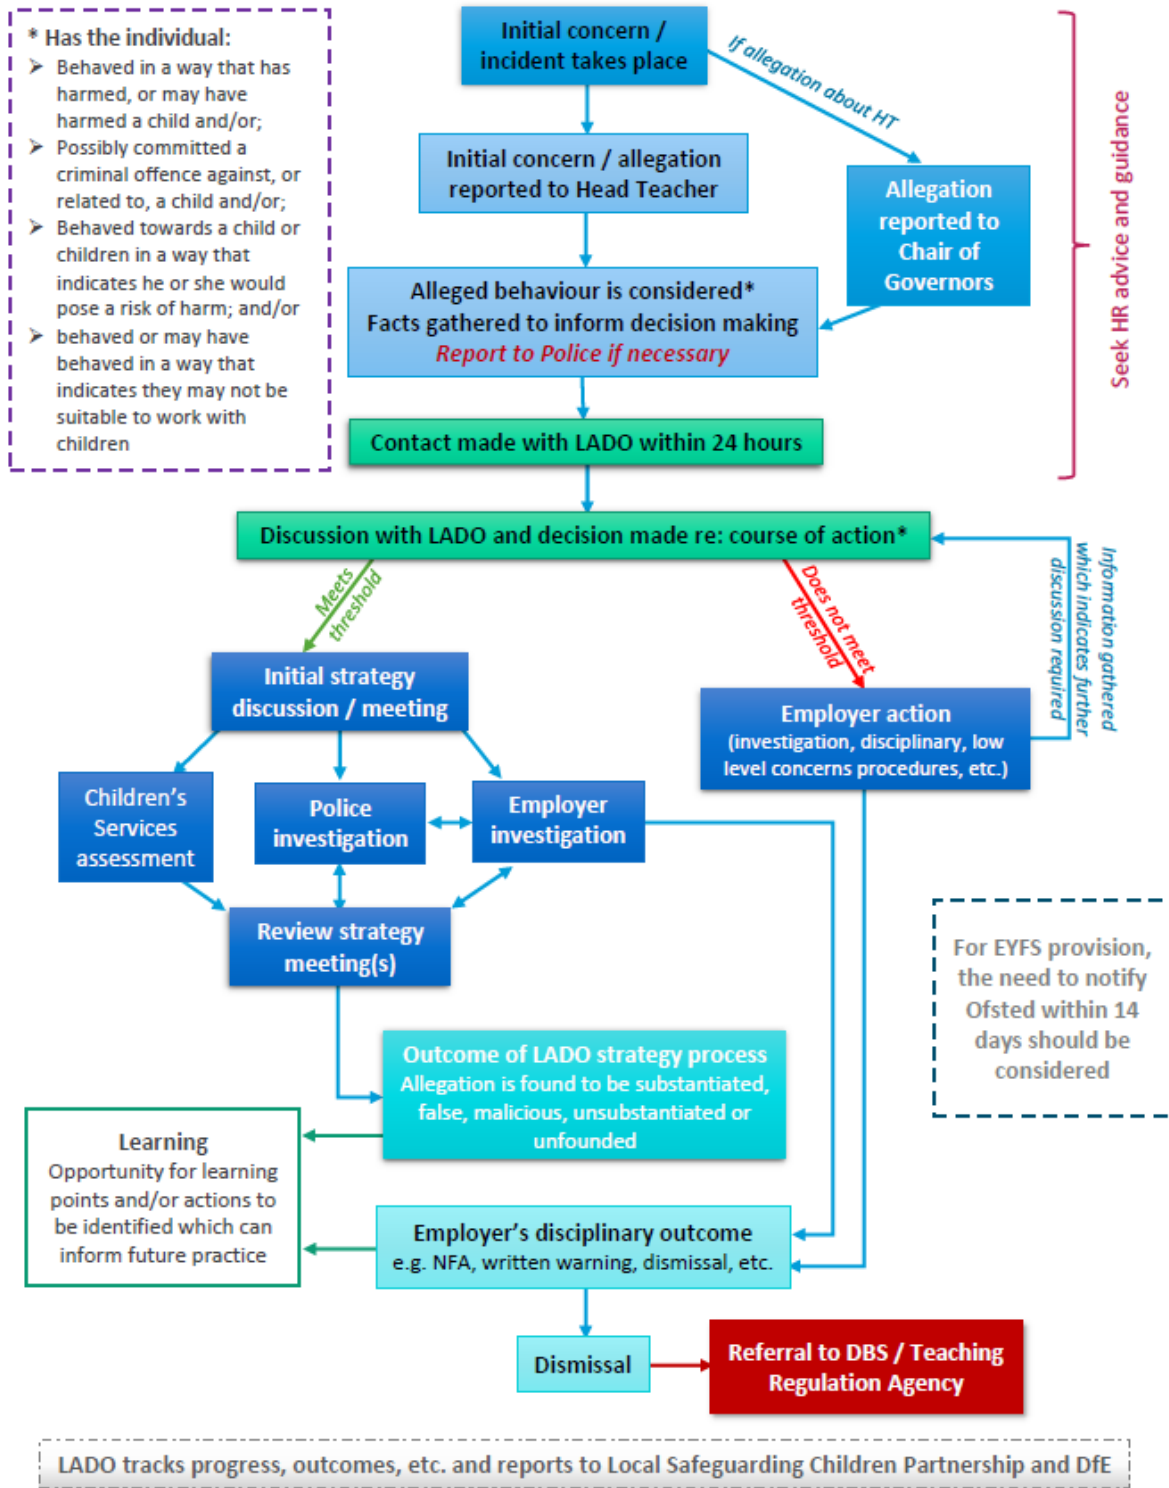 * Has the individual:
➤ Behaved in a way that has
harmed, or may have
harmed a child and/or;
➤ Possibly committed a
criminal offence against, or
related to, a child and/or;
➤ Behaved towards a child or
children in a way that
indicates he or she would
pose a risk of harm; and/or
➤ behaved or may have
behaved in a way that
indicates they may not be
suitable to work with
children
Initial concern /
incident takes place
If allegation about HT
Initial concern / allegation
reported to Head Teacher
Allegation
reported to
Chair of
Governors
Seek HR advice and guidance
Alleged behaviour is considered*
Facts gathered to inform decision making
Report to Police if necessary
Contact made with LADO within 24 hours
Discussion with LADO and decision made re: course of action*
Meets
threshold
Does not meet
threshold
Information gathered
which indicates further
discussion required
Initial strategy
discussion / meeting
Employer action
(investigation, disciplinary, low
level concerns procedures, etc.)
Children's
Services
assessment
Police
investigation
Employer
investigation
Review strategy
meeting(s)
For EYFS provision,
the need to notify
Ofsted within 14
days should be
considered
Outcome of LADO strategy process
Allegation is found to be substantiated,
false, malicious, unsubstantiated or
unfounded
Learning
Opportunity for learning
points and/or actions to
be identified which can
inform future practice
Employer's disciplinary outcome
e.g. NFA, written warning, dismissal, etc.
Dismissal
Referral to DBS / Teaching
Regulation Agency
LADO tracks progress, outcomes, etc. and reports to Local Safeguarding Children Partnership and DfE